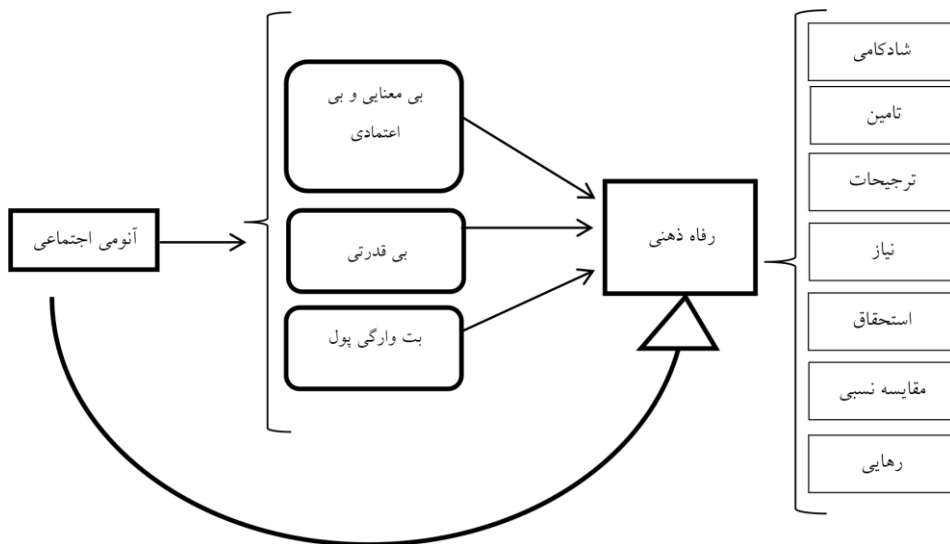 آنومی اجتماعی
بی معنایی و بی
اعتمادی
بی قدرتی
بت وارگی پول
رفاه ذهنی
شادکامی
تامین
ترجیحات
نیاز
استحقاق
مقایسه نسبی
رهایی